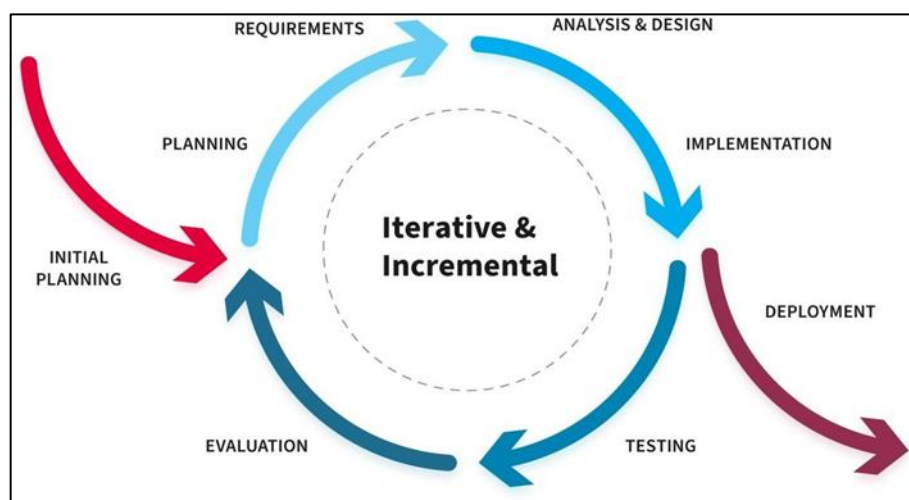 REQUIREMENTS
ANALYSIS & DESIGN
PLANNING
IMPLEMENTATION
Iterative &
Incremental
INITIAL
PLANNING
DEPLOYMENT
EVALUATION
TESTING